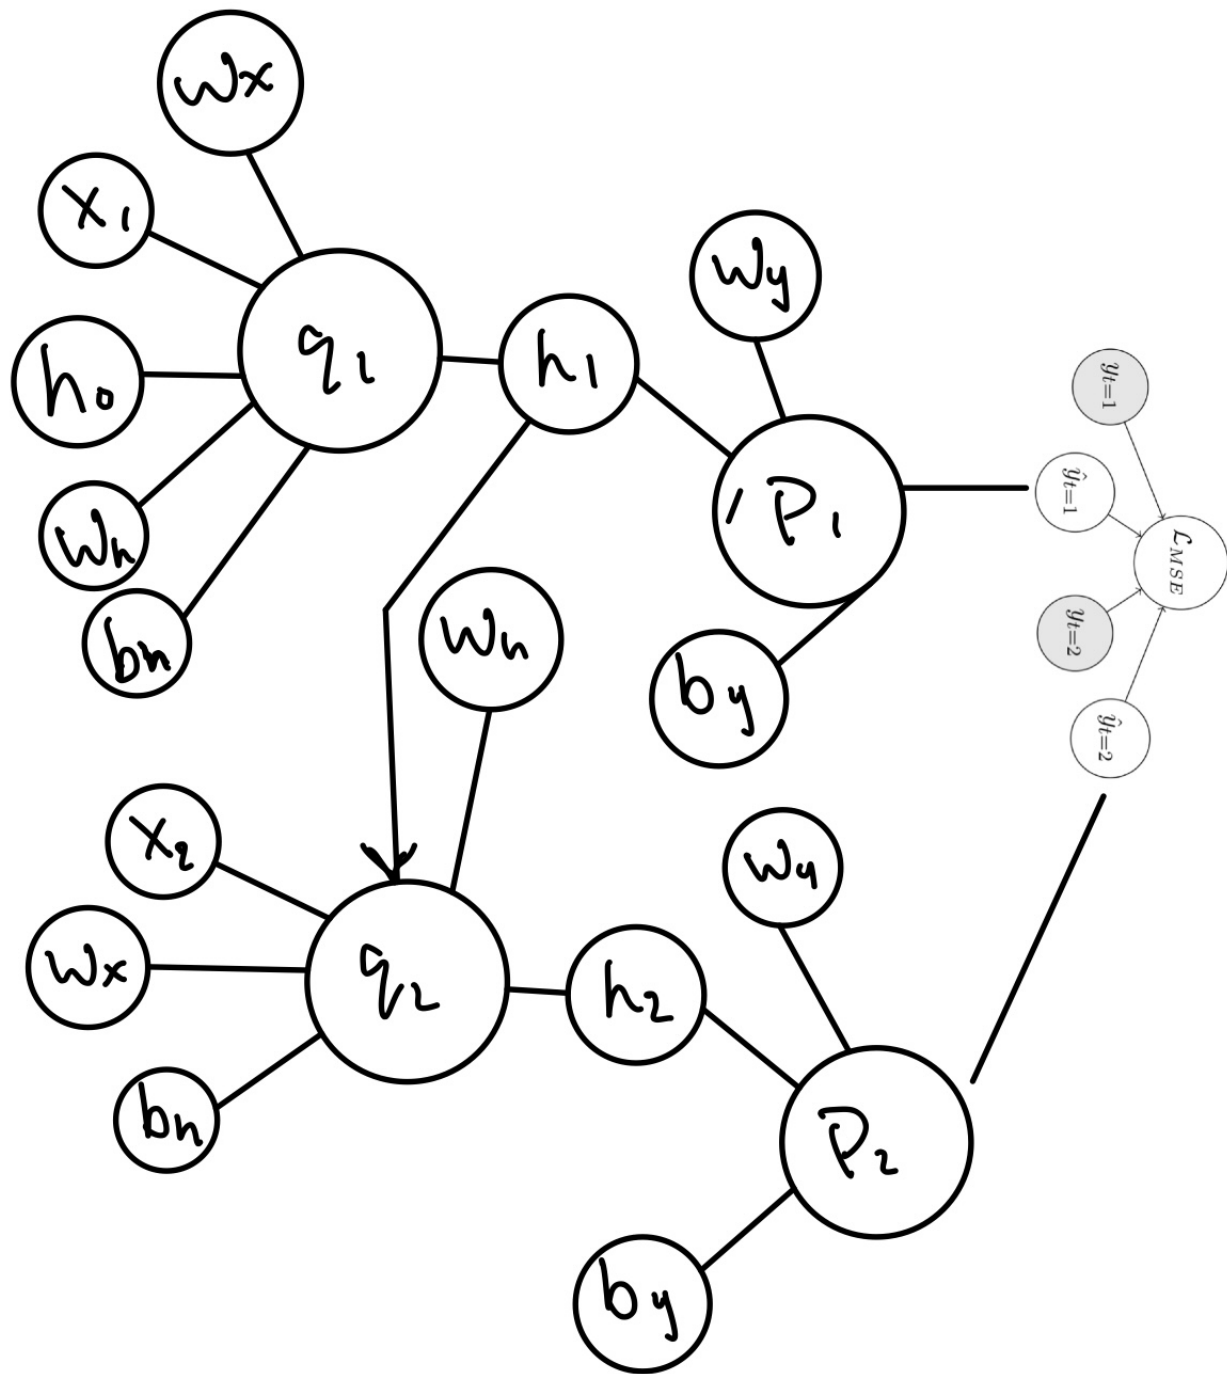 Wx
x₁
q₁
h₀
Wₕ
bₕ
h₁
Wy
P₁
by
yₜ₌₁
ŷₜ₌₁
ℒMSE
yₜ₌₂
ŷₜ₌₂
Wₕ
x₂
Wx
bₕ
q₂
h₂
Wy
P₂
by